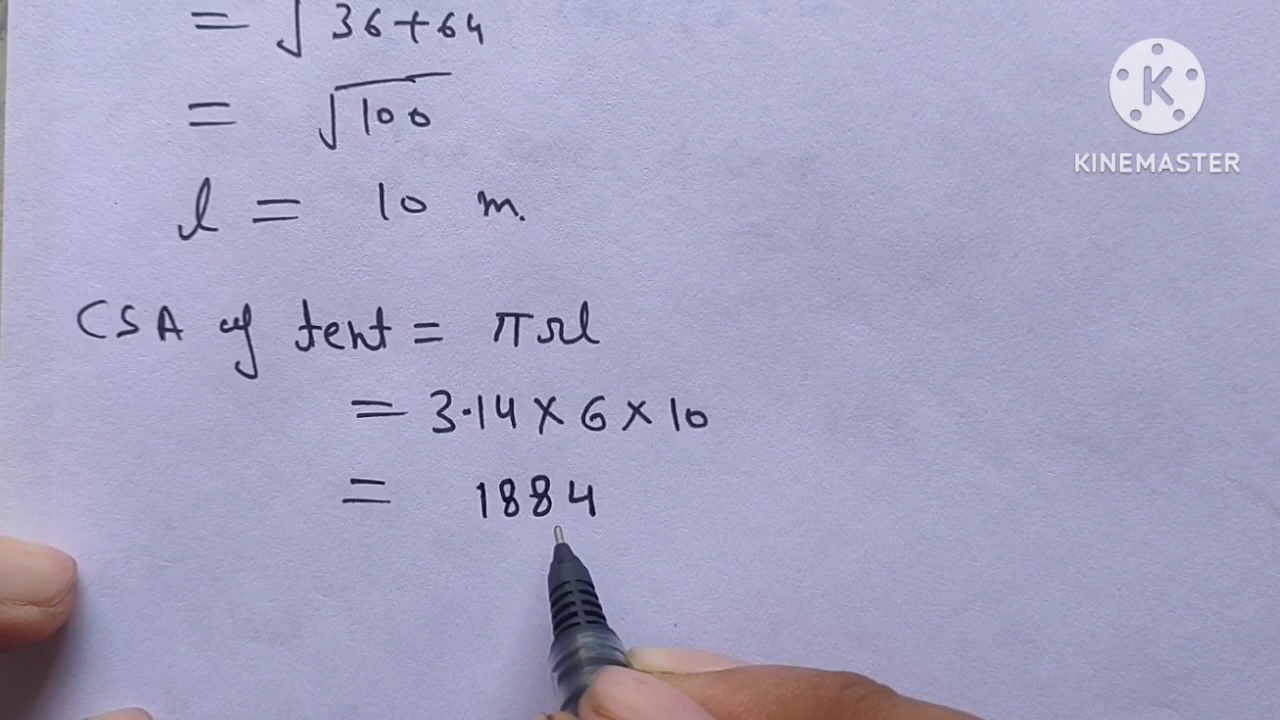 = √36+64
K
KINEMASTER
= √100
l = 10 m.
CSA of tent = πrl
= 3.14 × 6 × 10
= 1884